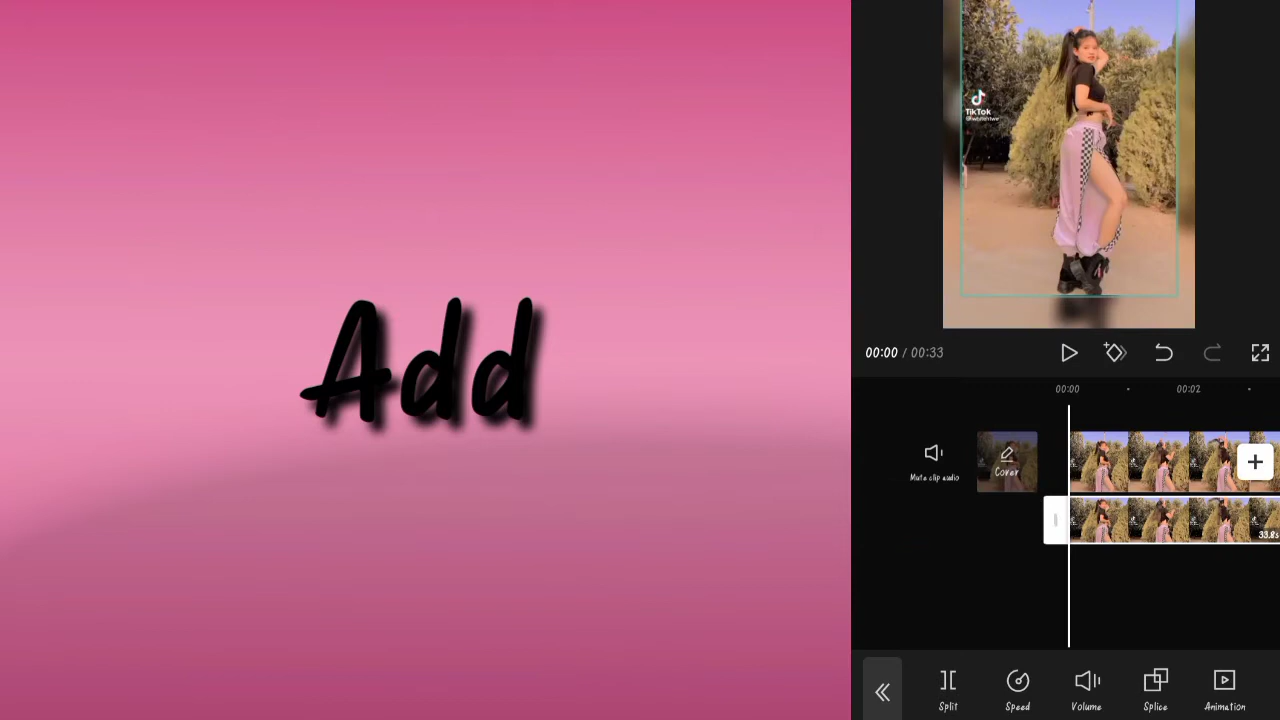 Add
TikTok
00:00 / 00:33
00:00
00:02
Mute clip audio
Cover
33.8s
Split
Speed
Volume
Splice
Animation